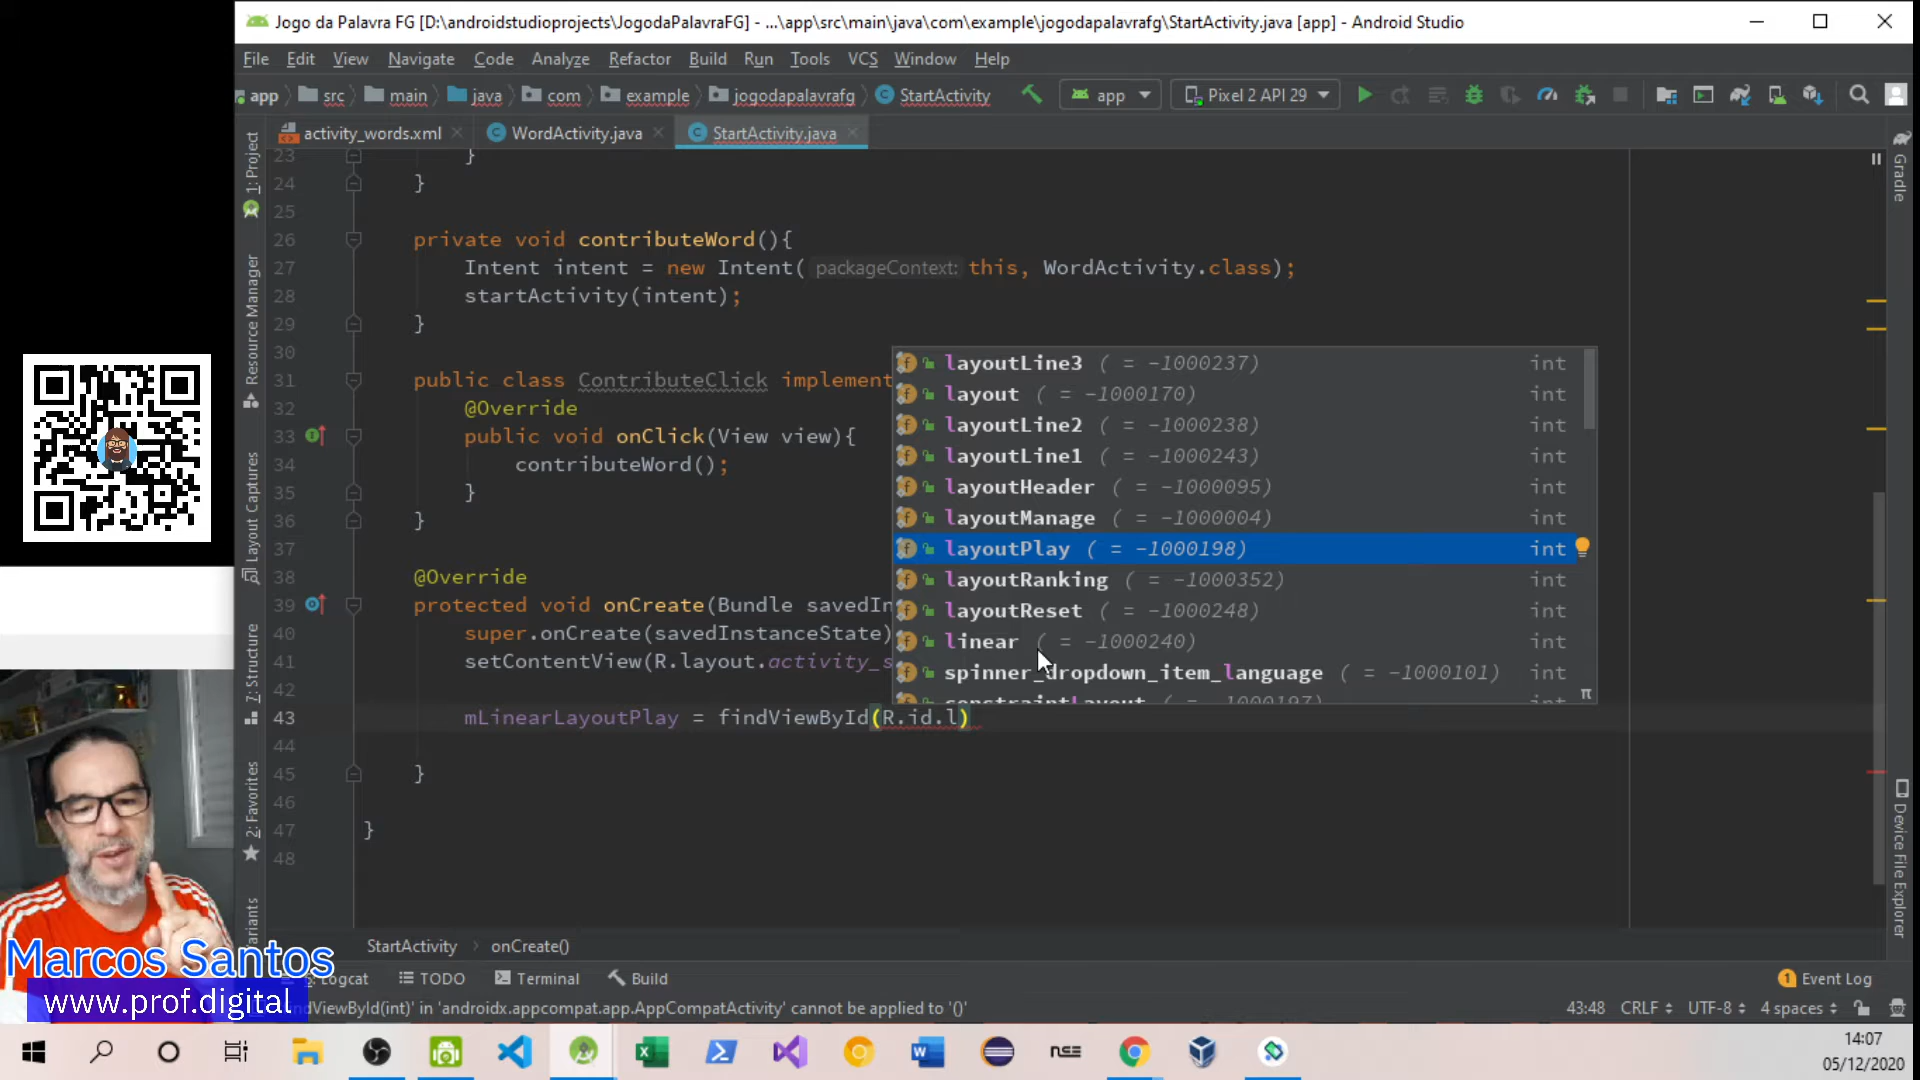 Jogo da Palavra FG [D:\androidstudioprojects\JogodaPalavraFG] - ...\app\src\main\java\com\example\jogodapalavrafg\StartActivity.java [app] - Android Studio
File Edit View Navigate Code Analyze Refactor Build Run Tools VCS Window Help
app src main java com example jogodapalavrafg StartActivity app Pixel 2 API 29
activity_words.xml WordActivity.java StartActivity.java
23 }
24 }
25
26 private void contributeWord(){
27 Intent intent = new Intent( packageContext: this, WordActivity.class);
28 startActivity(intent);
29 }
30
31 public class ContributeClick implement
32 @Override
33 public void onClick(View view){
34 contributeWord();
35 }
36 }
37
38 @Override
39 protected void onCreate(Bundle savedIn
40 super.onCreate(savedInstanceState)
41 setContentView(R.layout.activity_s
42
43 mLinearLayoutPlay = findViewById(R.id.l)
44
45 }
46
47 }
48
layoutLine3 ( = -1000237) int
layout ( = -1000170) int
layoutLine2 ( = -1000238) int
layoutLine1 ( = -1000243) int
layoutHeader ( = -1000095) int
layoutManage ( = -1000004) int
layoutPlay ( = -1000198) int
layoutRanking ( = -1000352) int
layoutReset ( = -1000248) int
linear ( = -1000240) int
spinner_dropdown_item_language ( = -1000101) int
constraintLayout ( = -1000197) π
1: Project
Resource Manager
Layout Captures
7: Structure
2: Favorites
Gradle
Device File Explorer
StartActivity onCreate()
Logcat TODO Terminal Build 1 Event Log
ViewById(int)' in 'androidx.appcompat.app.AppCompatActivity' cannot be applied to '()' 43:48 CRLF UTF-8 4 spaces
Marcos Santos
www.prof.digital
14:07
05/12/2020